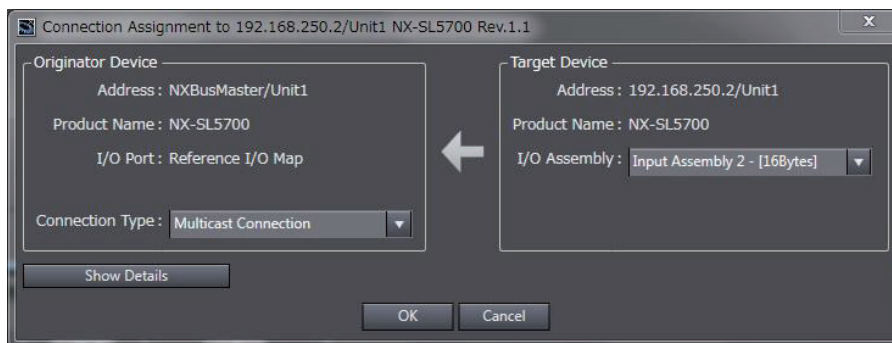 Connection Assignment to 192.168.250.2/Unit1 NX-SL5700 Rev.1.1
x
Originator Device
Address : NXBusMaster/Unit1
Product Name : NX-SL5700
I/O Port : Reference I/O Map
Connection Type : Multicast Connection
Target Device
Address : 192.168.250.2/Unit1
Product Name : NX-SL5700
I/O Assembly : Input Assembly 2 - [16Bytes]
Show Details
OK
Cancel